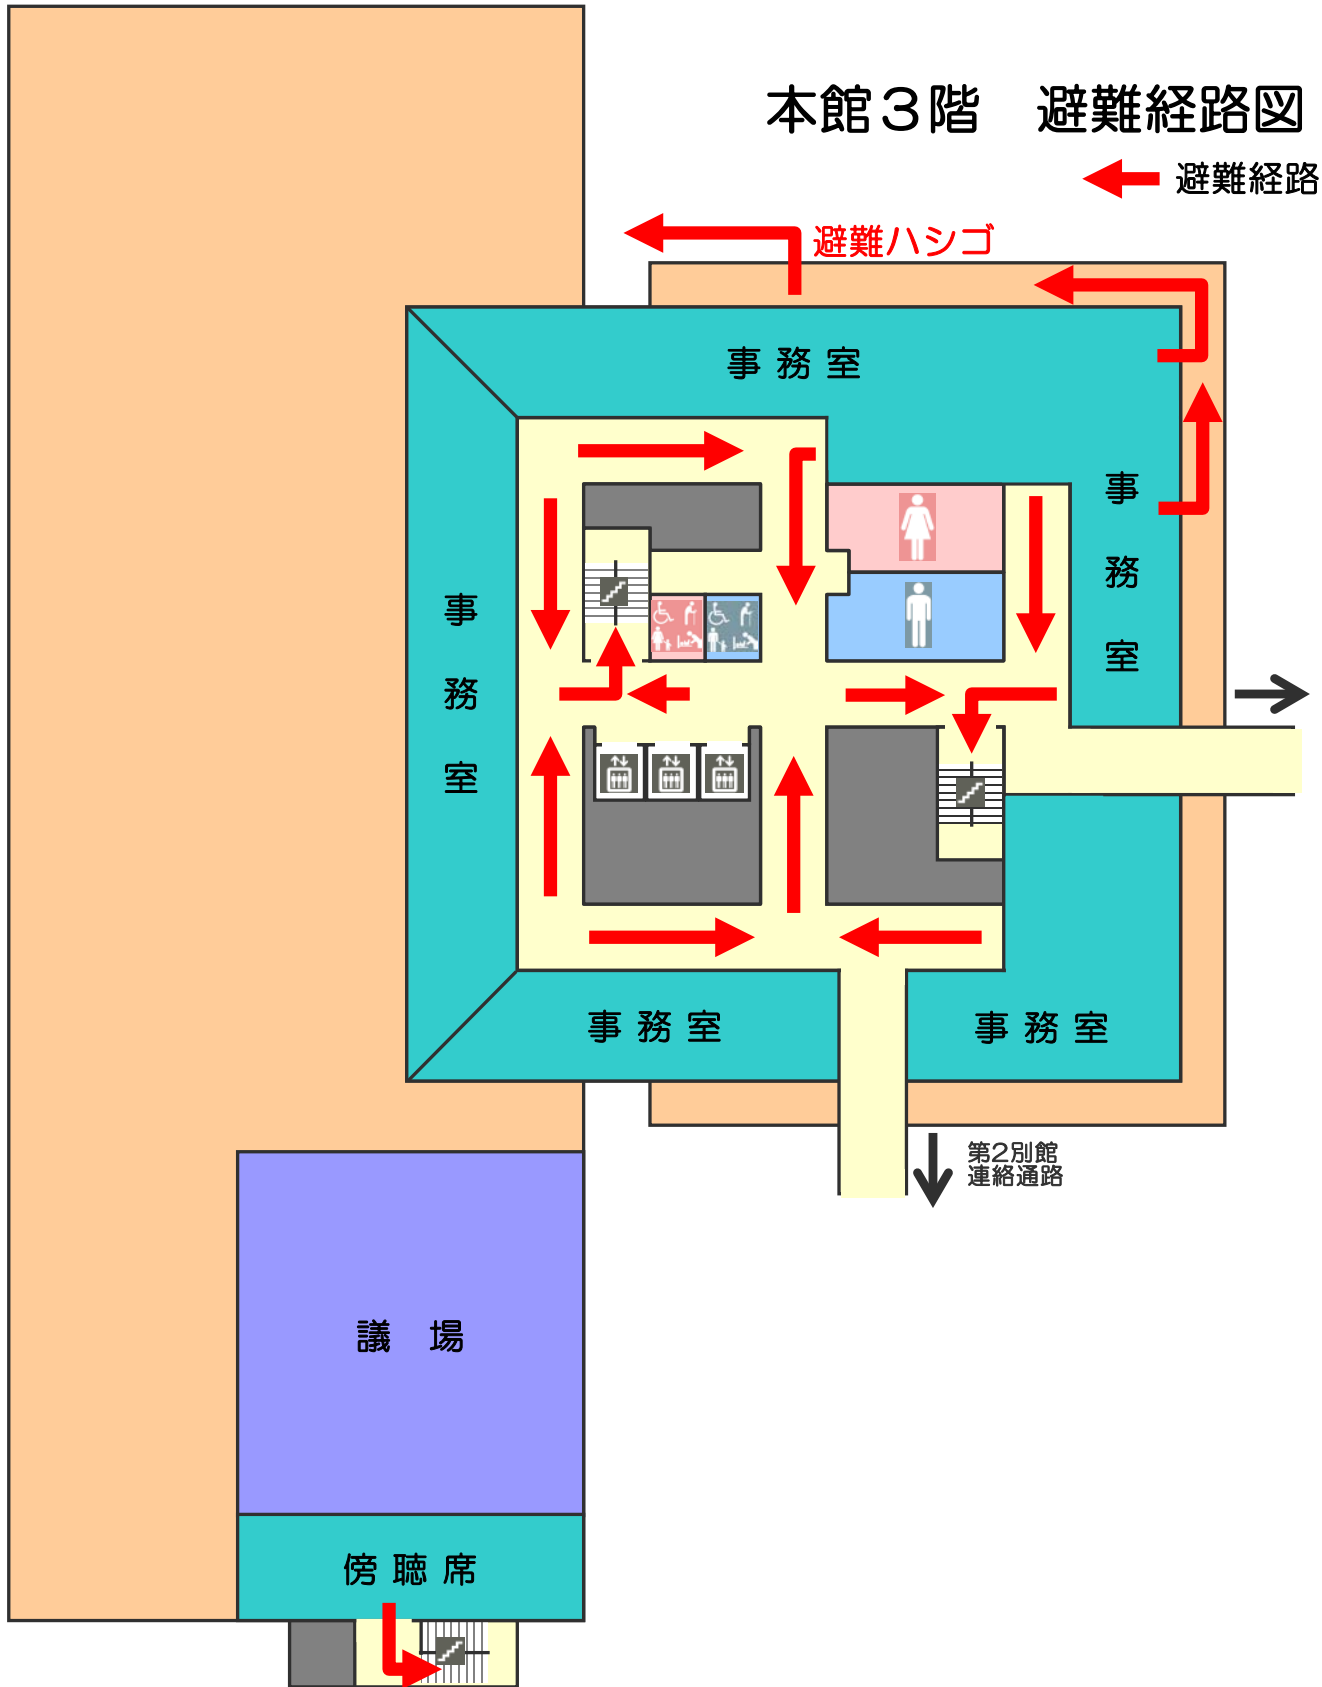 本館３階　避難経路図
避難経路
避難ハシゴ
事務室
事務室
事務室
事務室
事務室
第２別館
連絡通路
議　場
傍聴席